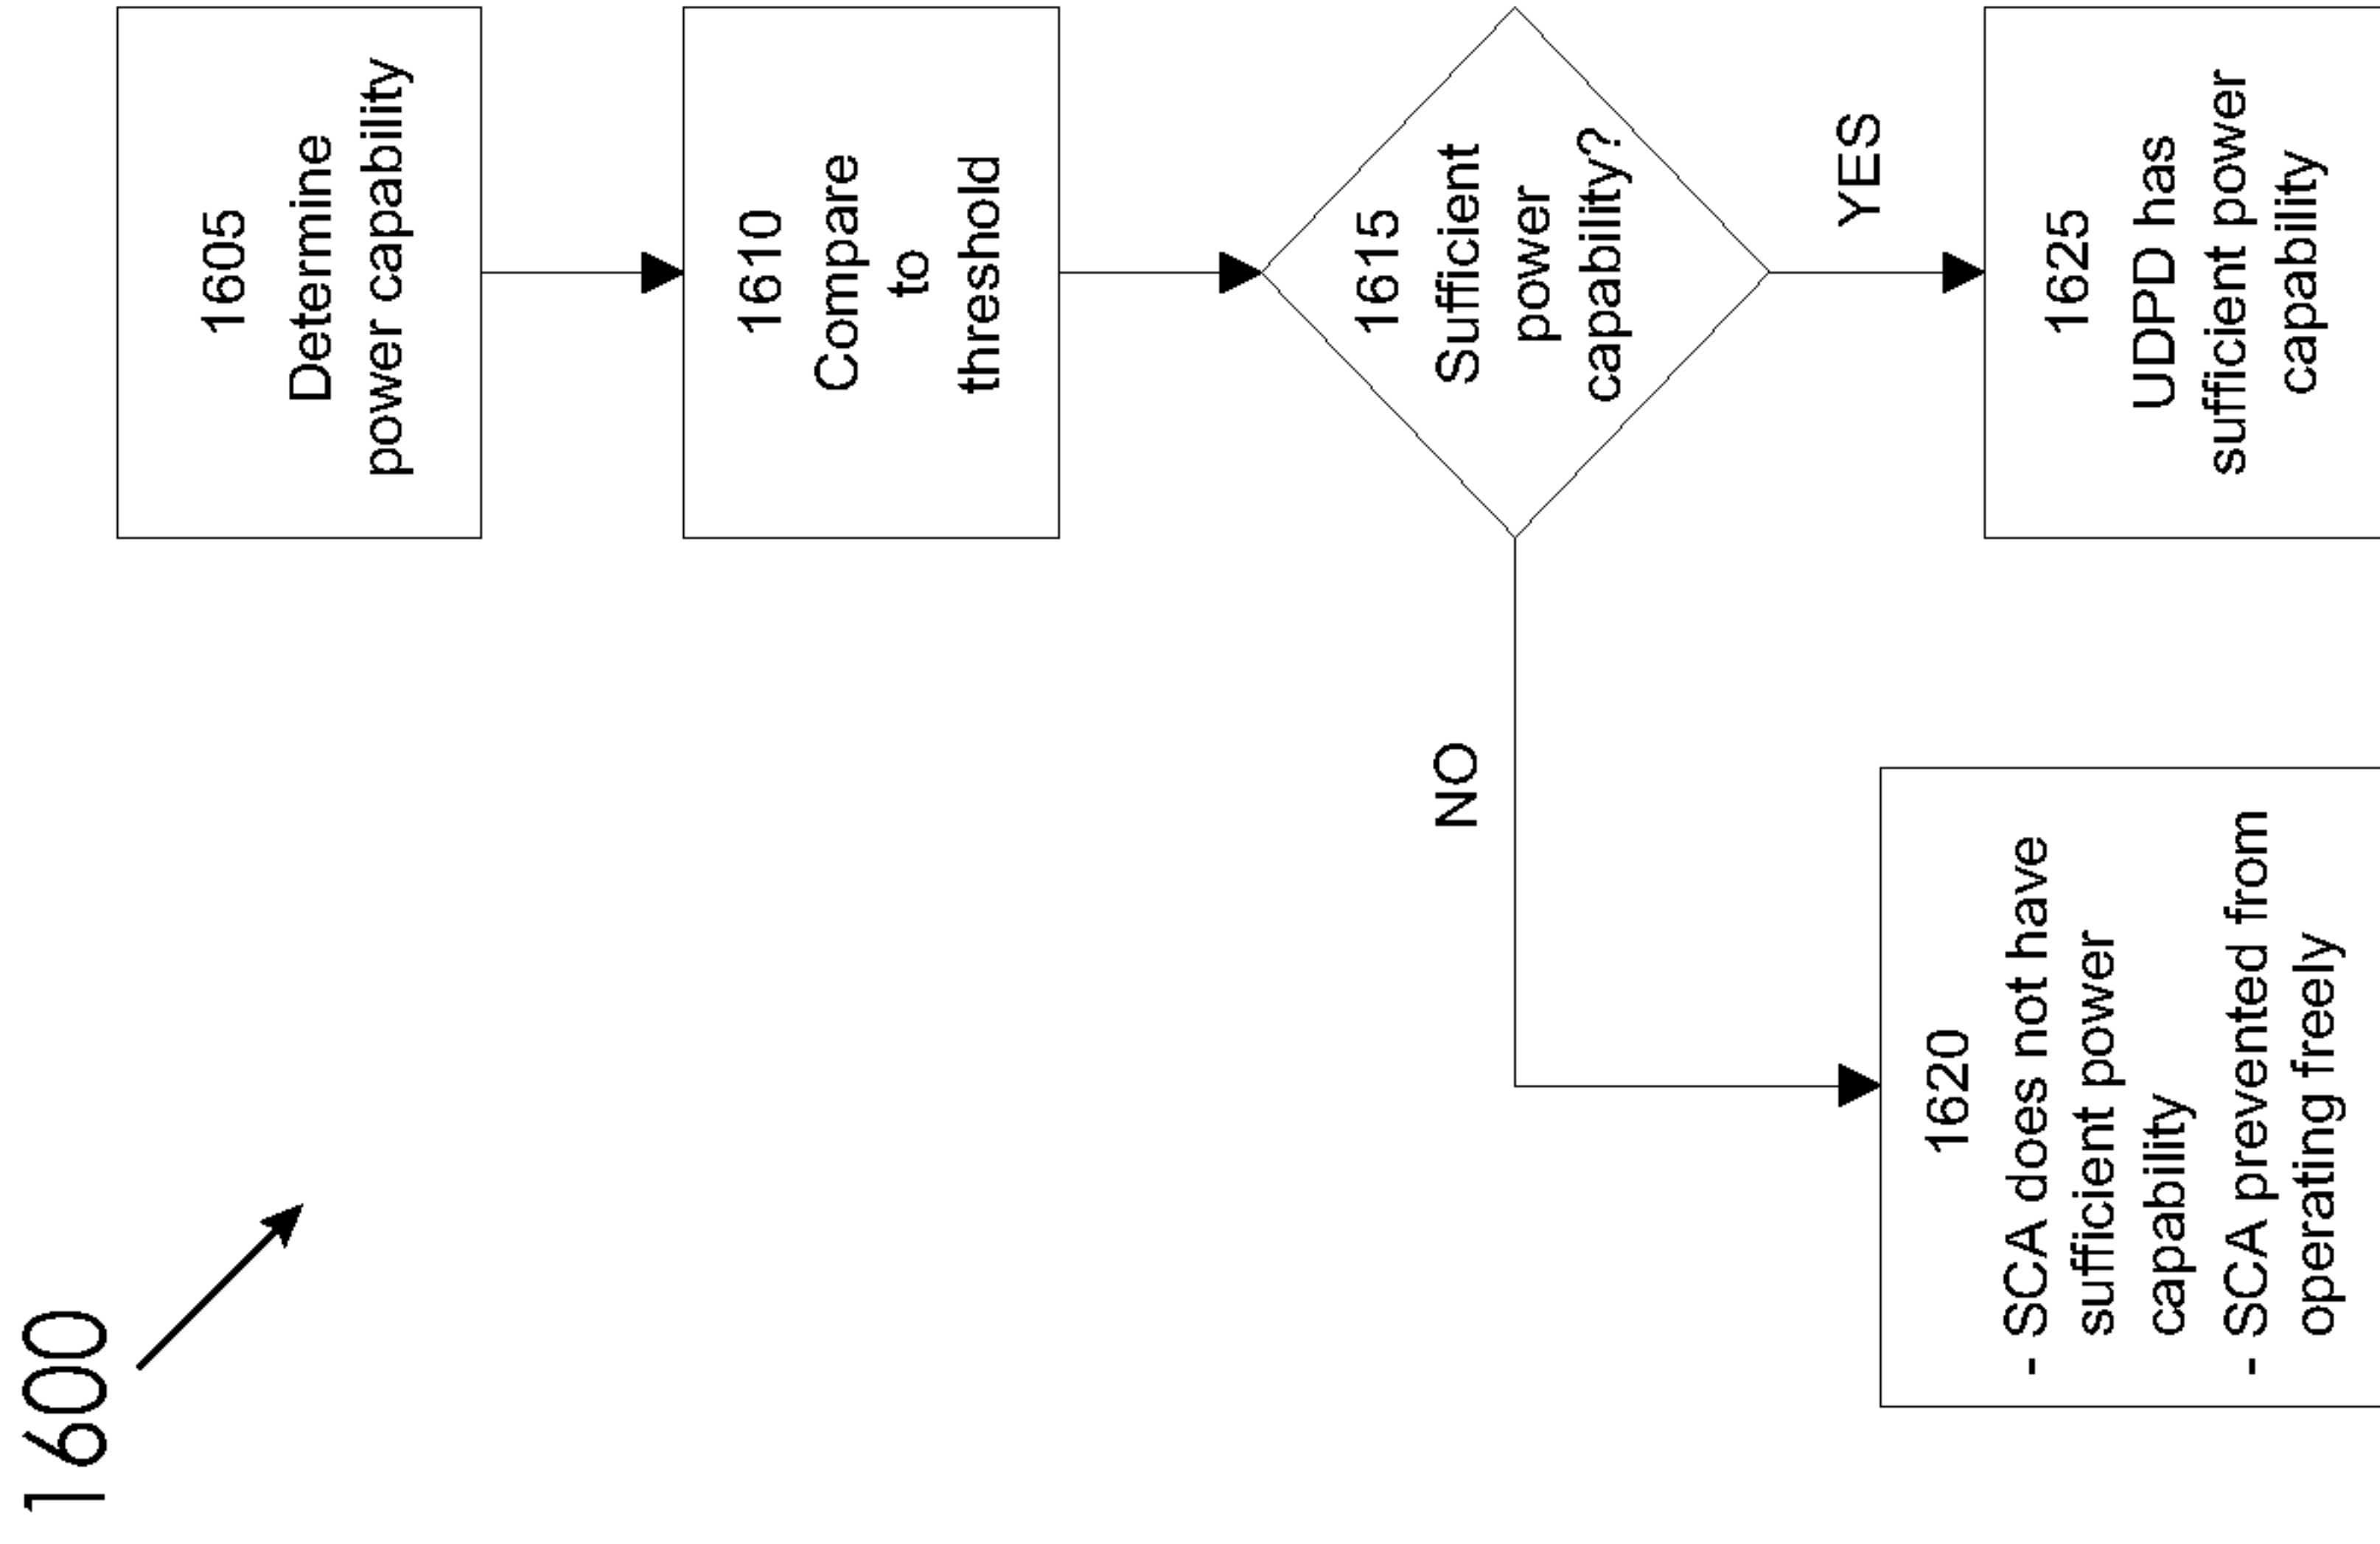 1600
1605
Determine
power capability
1610
Compare
to
threshold
1615
Sufficient
power
capability?
NO
YES
1620
- SCA does not have
sufficient power
capability
- SCA prevented from
operating freely
1625
UDPD has
sufficient power
capability